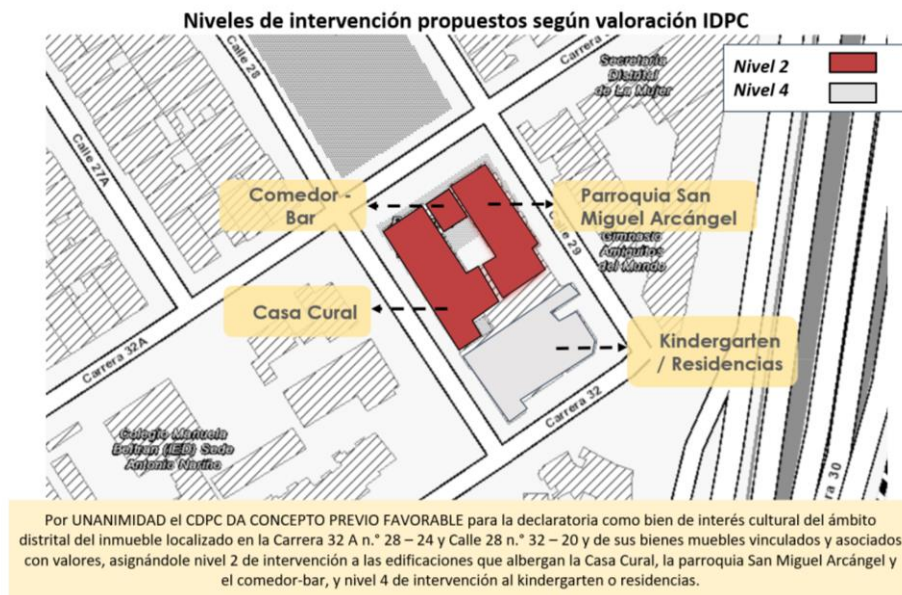 Niveles de intervención propuestos según valoración IDPC
Nivel 2
Nivel 4
Calle 28
Calle 27A
Secretaría
Distrital
de La Mujer
Comedor -
Bar
Parroquia San
Miguel Arcángel
Calle 29
Gimnasio
Amiguitos
del Mundo
Casa Cural
Kindergarten
/ Residencias
Carrera 32A
Carrera 32
Colegio Manuela
Beltran (IED) Sede
Antonio Nariño
Carrera 30
Por UNANIMIDAD el CDPC DA CONCEPTO PREVIO FAVORABLE para la declaratoria como bien de interés cultural del ámbito
distrital del inmueble localizado en la Carrera 32 A n.° 28 – 24 y Calle 28 n.° 32 – 20 y de sus bienes muebles vinculados y asociados
con valores, asignándole nivel 2 de intervención a las edificaciones que albergan la Casa Cural, la parroquia San Miguel Arcángel y
el comedor-bar, y nivel 4 de intervención al kindergarten o residencias.